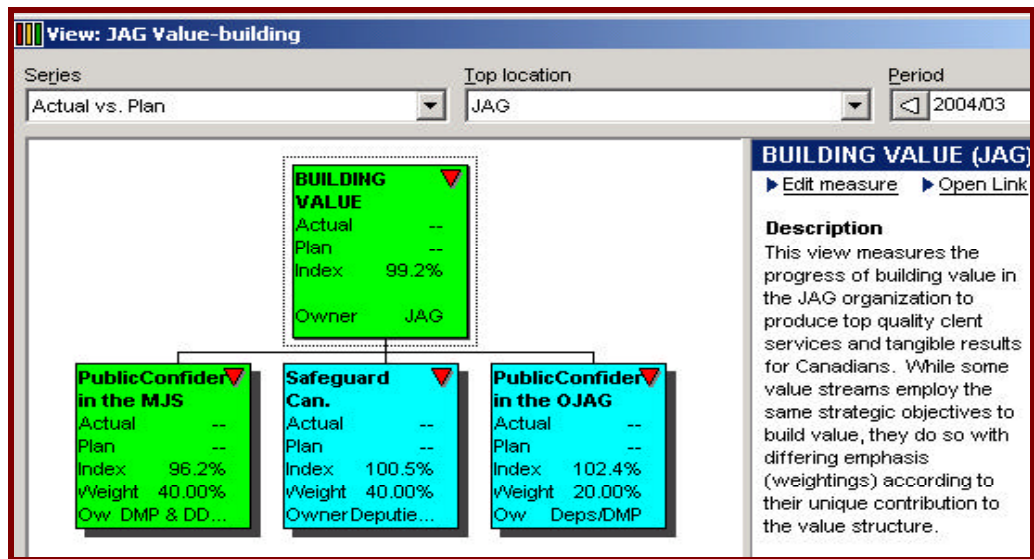 View: JAG Value-building
Series
Top location
Period
Actual vs. Plan
JAG
2004/03
BUILDING VALUE
Actual --
Plan --
Index 99.2%
Owner JAG
PublicConfider
in the MJS
Actual --
Plan --
Index 96.2%
Weight 40.00%
Ow DMP & DD...
Safeguard
Can.
Actual --
Plan --
Index 100.5%
Weight 40.00%
Owner Deputie...
PublicConfider
in the OJAG
Actual --
Plan --
Index 102.4%
Weight 20.00%
Ow Deps/DMP
BUILDING VALUE (JAG)
Edit measure Open Link
Description
This view measures the
progress of building value in
the JAG organization to
produce top quality clent
services and tangible results
for Canadians. While some
value streams employ the
same strategic objectives to
build value, they do so with
differing emphasis
(weightings) according to
their unique contribution to
the value structure.